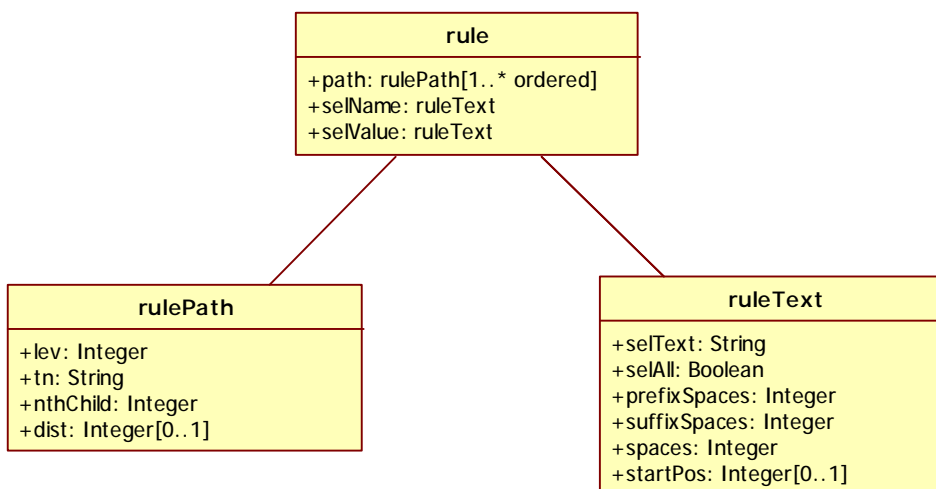 rule
+path: rulePath[1..* ordered]
+selName: ruleText
+selValue: ruleText
rulePath
+lev: Integer
+tn: String
+nthChild: Integer
+dist: Integer[0..1]
ruleText
+selText: String
+selAll: Boolean
+prefixSpaces: Integer
+suffixSpaces: Integer
+spaces: Integer
+startPos: Integer[0..1]